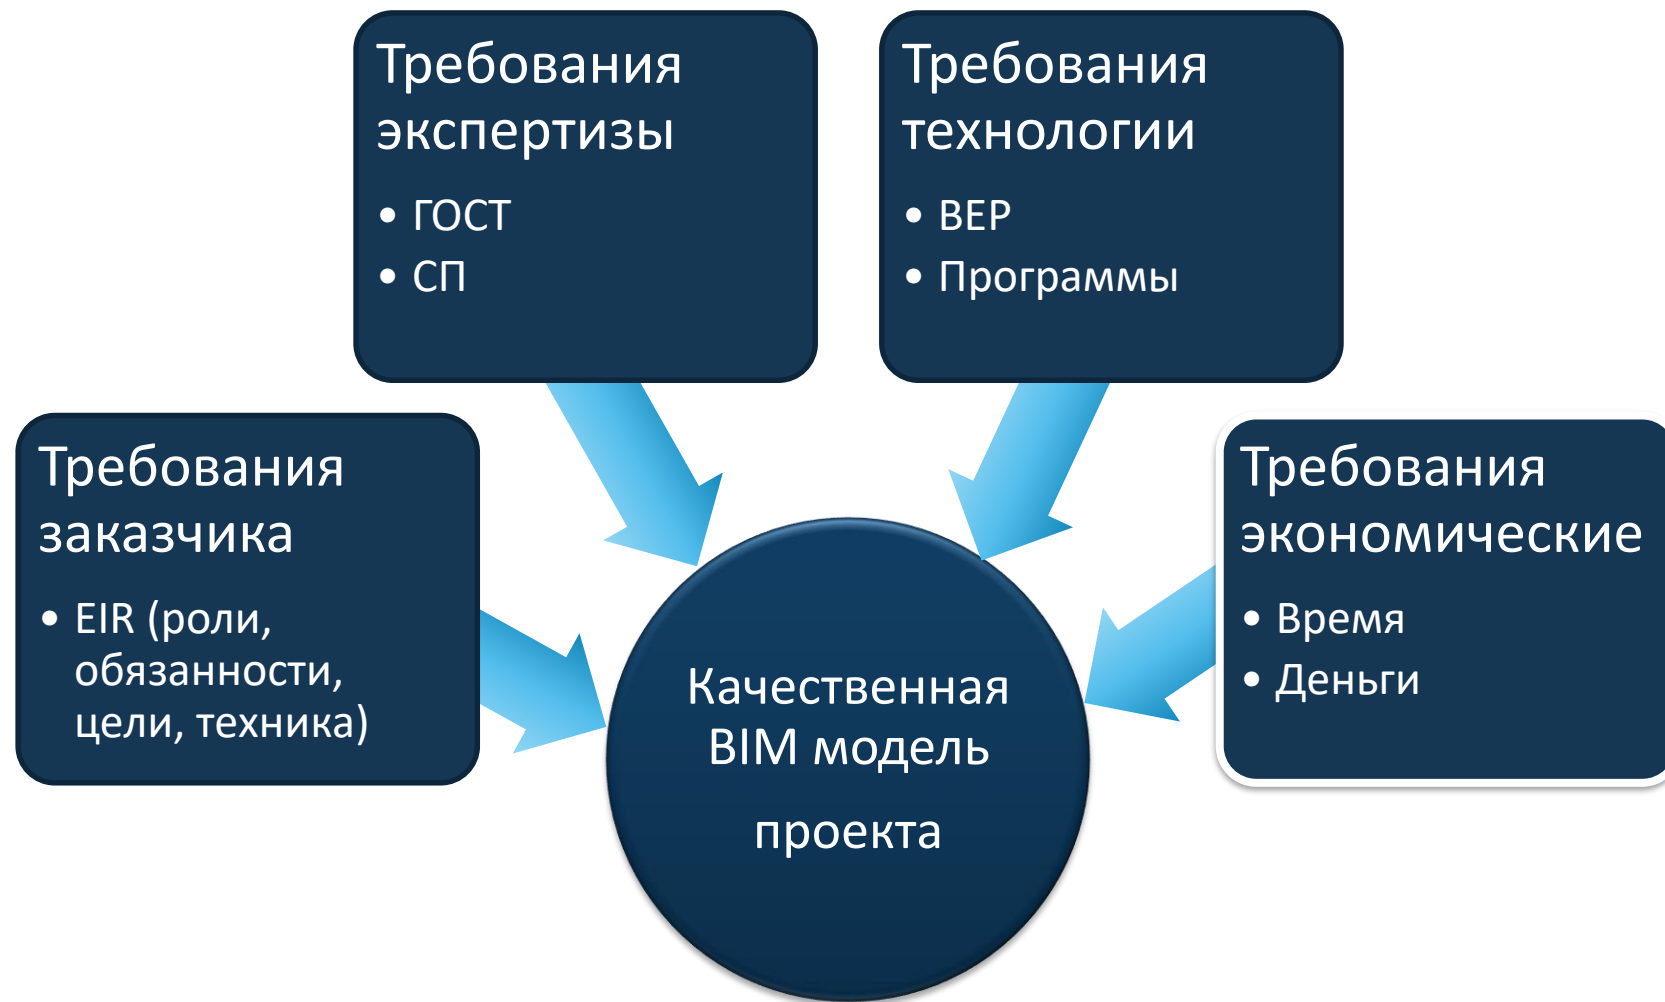 Требования
экспертизы
• ГОСТ
• СП
Требования
технологии
• BEP
• Программы
Требования
заказчика
• EIR (роли,
обязанности,
цели, техника)
Требования
экономические
• Время
• Деньги
Качественная
BIM модель
проекта